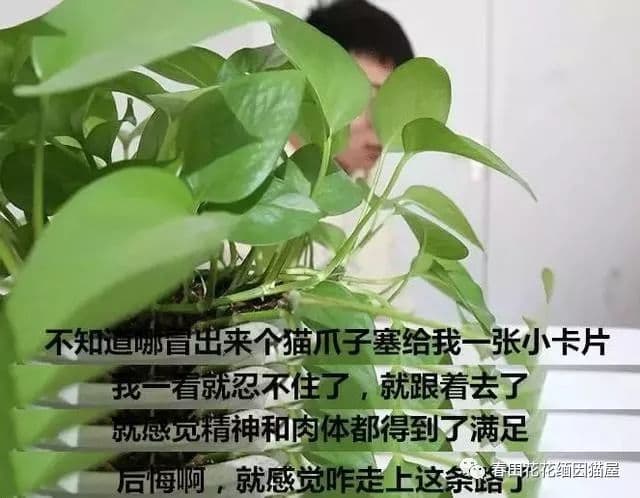 不知道哪冒出来个猫爪子塞给我一张小卡片
我一看就忍不住了，就跟着去了
就感觉精神和肉体都得到了满足
后悔啊，就感觉咋走上这条路了
春田花花缅因猫屋